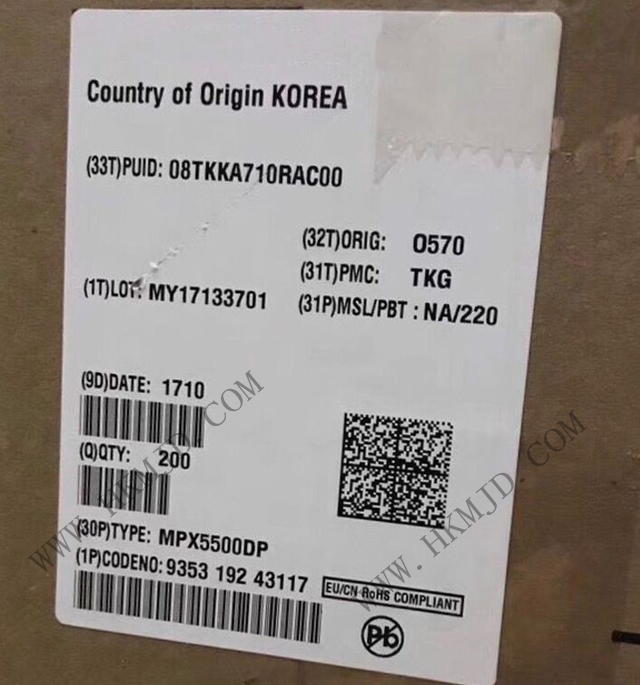 Country of Origin KOREA
(33T)PUID: 08TKKA710RAC00
(32T)ORIG: O570
(31T)PMC: TKG
(1T)LOT: MY17133701
(31P)MSL/PBT : NA/220
(9D)DATE: 1710
(Q)QTY: 200
(30P)TYPE: MPX5500DP
(1P)CODENO: 9353 192 43117
EU/CN RoHS COMPLIANT
Pb
WWW.HKMJD.COM
WWW.HKMJD.COM